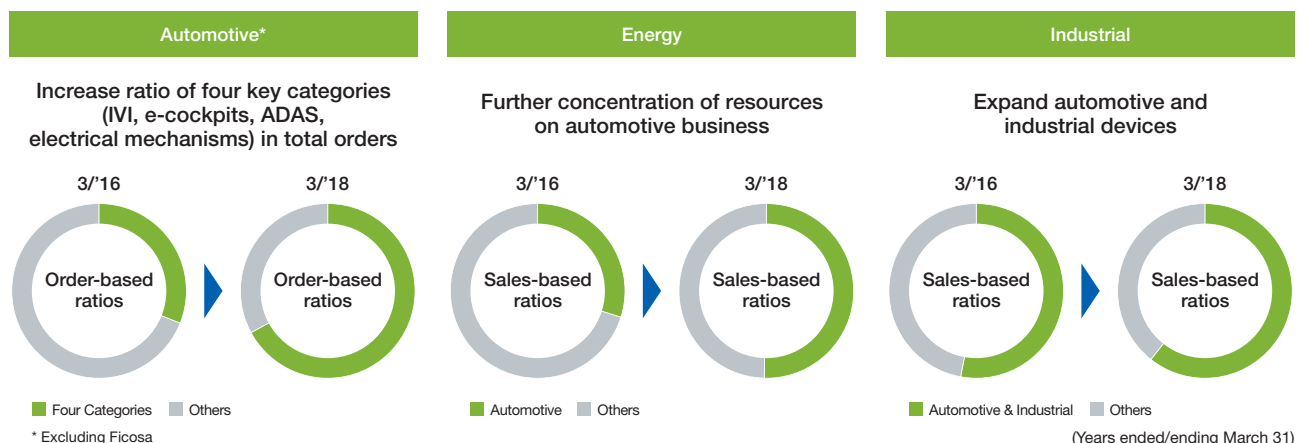 Automotive*
Increase ratio of four key categories
(IVI, e-cockpits, ADAS,
electrical mechanisms) in total orders
3/’16
Order-based
ratios
3/’18
Order-based
ratios
Four Categories
Others
* Excluding Ficosa
Energy
Further concentration of resources
on automotive business
3/’16
Sales-based
ratios
3/’18
Sales-based
ratios
Automotive
Others
Industrial
Expand automotive and
industrial devices
3/’16
Sales-based
ratios
3/’18
Sales-based
ratios
Automotive & Industrial
Others
(Years ended/ending March 31)